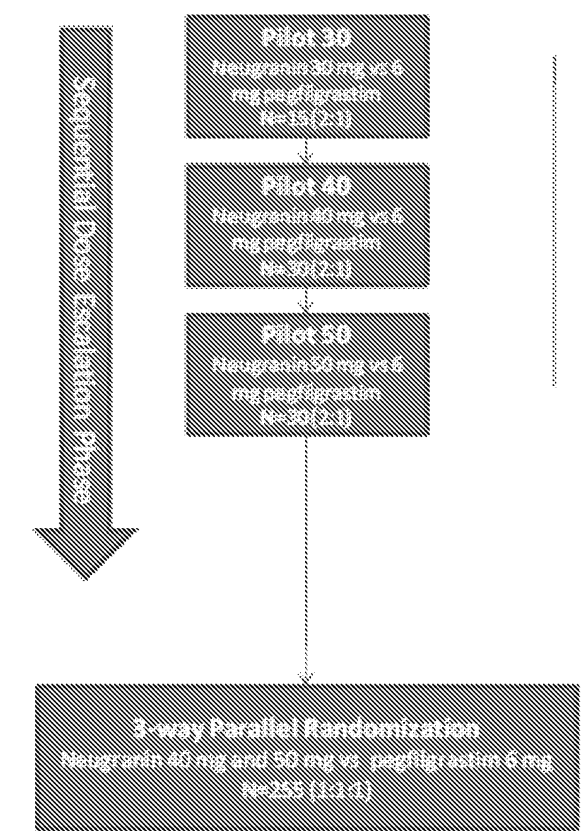 Sequential Dose Escalation Phase
Pilot 30
Neugranin 30 mg vs 6
mg pegfilgrastim
N=15 (2:1)
Pilot 40
Neugranin 40 mg vs 6
mg pegfilgrastim
N=30 (2:1)
Pilot 50
Neugranin 50 mg vs 6
mg pegfilgrastim
N=30 (2:1)
3-way Parallel Randomization
Neugranin 40 mg and 50 mg vs pegfilgrastim 6 mg
N=255 (1:1:1)